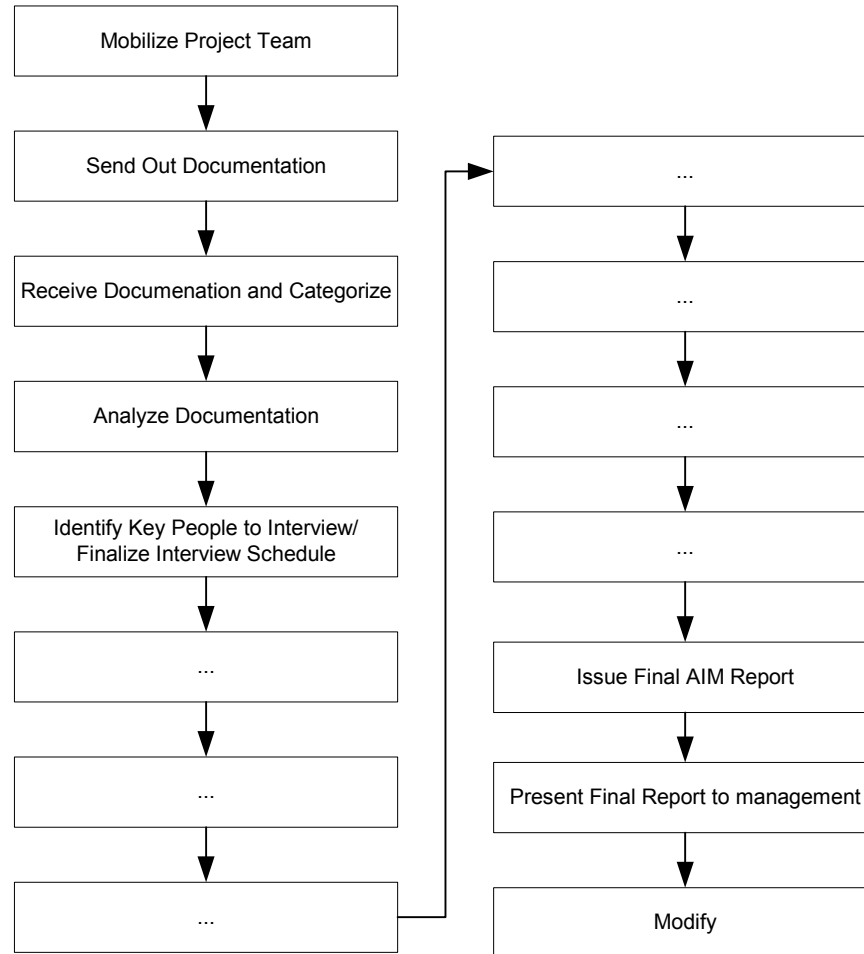 Mobilize Project Team
Send Out Documentation
Receive Documenation and Categorize
Analyze Documentation
Identify Key People to Interview/
Finalize Interview Schedule
...
...
...
...
...
...
...
Issue Final AIM Report
Present Final Report to management
Modify